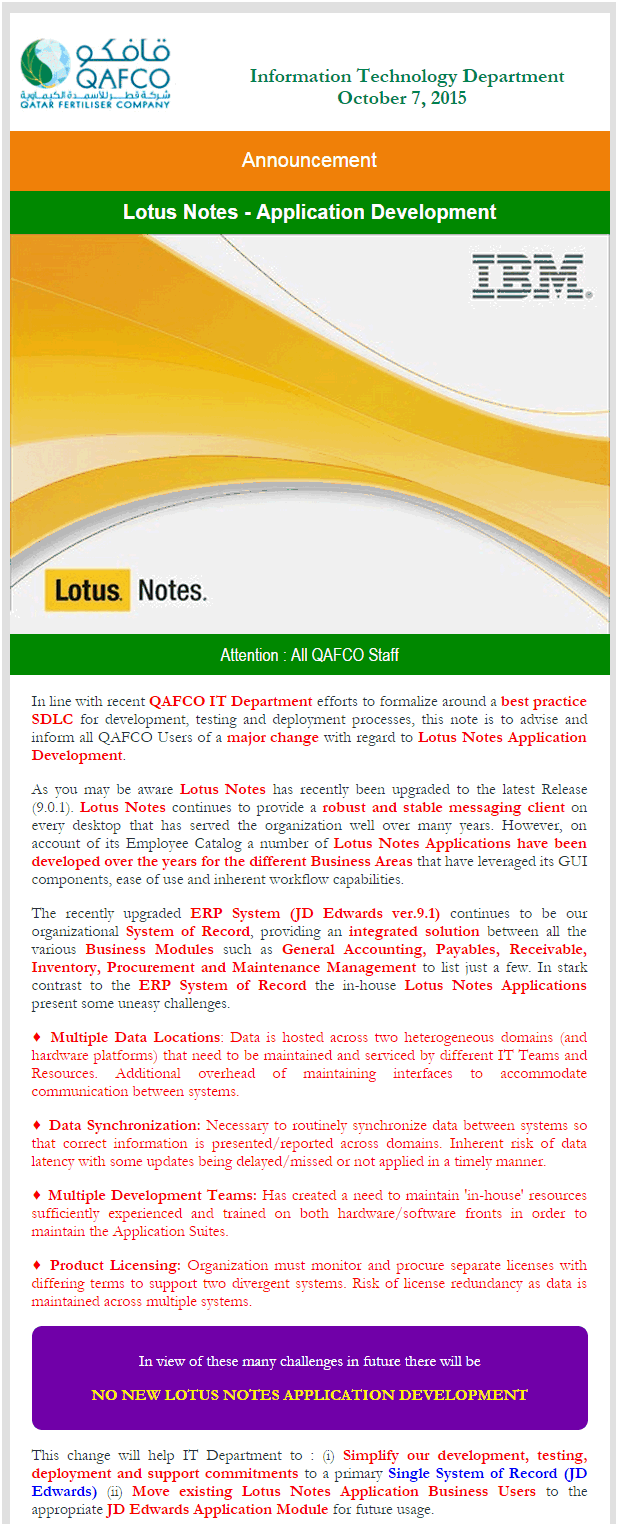 قافكو
QAFCO
شركة قطر للأسمدة الكيماوية
QATAR FERTILISER COMPANY
Information Technology Department
October 7, 2015
Announcement
Lotus Notes - Application Development
IBM®
Lotus. Notes.
Attention : All QAFCO Staff
In line with recent QAFCO IT Department efforts to formalize around a best practice
SDLC for development, testing and deployment processes, this note is to advise and
inform all QAFCO Users of a major change with regard to Lotus Notes Application
Development.
As you may be aware Lotus Notes has recently been upgraded to the latest Release
(9.0.1). Lotus Notes continues to provide a robust and stable messaging client on
every desktop that has served the organization well over many years. However, on
account of its Employee Catalog a number of Lotus Notes Applications have been
developed over the years for the different Business Areas that have leveraged its GUI
components, ease of use and inherent workflow capabilities.
The recently upgraded ERP System (JD Edwards ver.9.1) continues to be our
organizational System of Record, providing an integrated solution between all the
various Business Modules such as General Accounting, Payables, Receivable,
Inventory, Procurement and Maintenance Management to list just a few. In stark
contrast to the ERP System of Record the in-house Lotus Notes Applications
present some uneasy challenges.
♦ Multiple Data Locations: Data is hosted across two heterogeneous domains (and
hardware platforms) that need to be maintained and serviced by different IT Teams and
Resources. Additional overhead of maintaining interfaces to accommodate
communication between systems.
♦ Data Synchronization: Necessary to routinely synchronize data between systems so
that correct information is presented/reported across domains. Inherent risk of data
latency with some updates being delayed/missed or not applied in a timely manner.
♦ Multiple Development Teams: Has created a need to maintain 'in-house' resources
sufficiently experienced and trained on both hardware/software fronts in order to
maintain the Application Suites.
♦ Product Licensing: Organization must monitor and procure separate licenses with
differing terms to support two divergent systems. Risk of license redundancy as data is
maintained across multiple systems.
In view of these many challenges in future there will be
NO NEW LOTUS NOTES APPLICATION DEVELOPMENT
This change will help IT Department to : (i) Simplify our development, testing,
deployment and support commitments to a primary Single System of Record (JD
Edwards) (ii) Move existing Lotus Notes Application Business Users to the
appropriate JD Edwards Application Module for future usage.